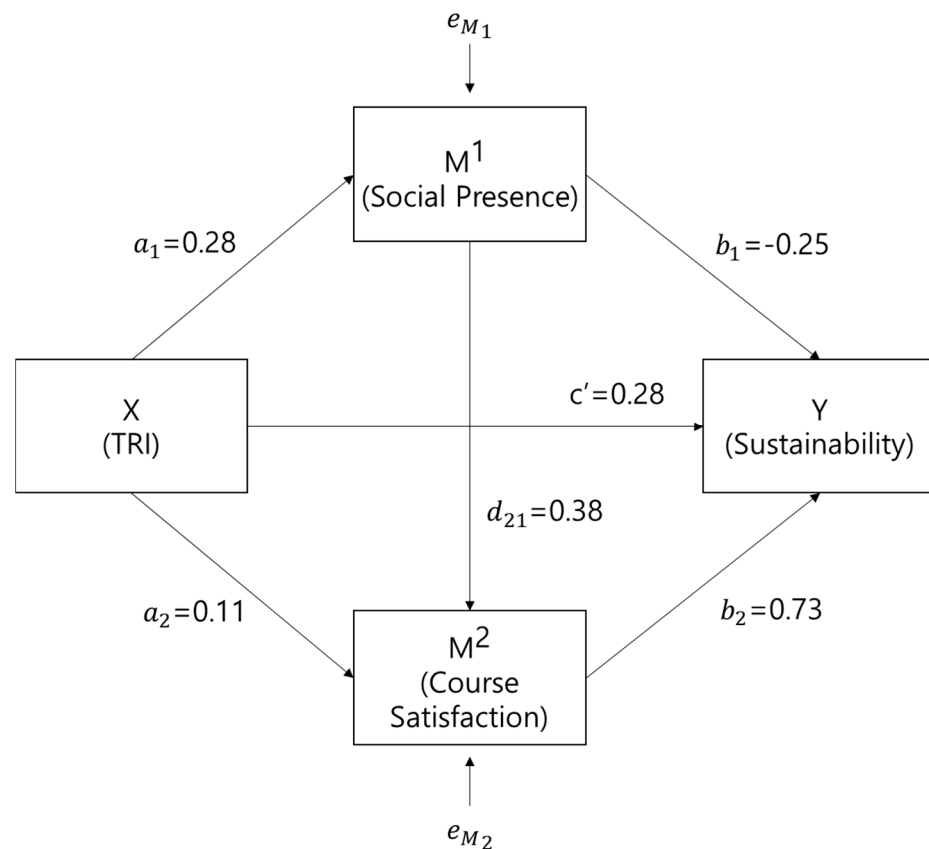 e_{M_1}
M^1
(Social Presence)
a_1=0.28
b_1=-0.25
X
(TRI)
c′=0.28
Y
(Sustainability)
d_{21}=0.38
a_2=0.11
b_2=0.73
M^2
(Course
Satisfaction)
e_{M_2}